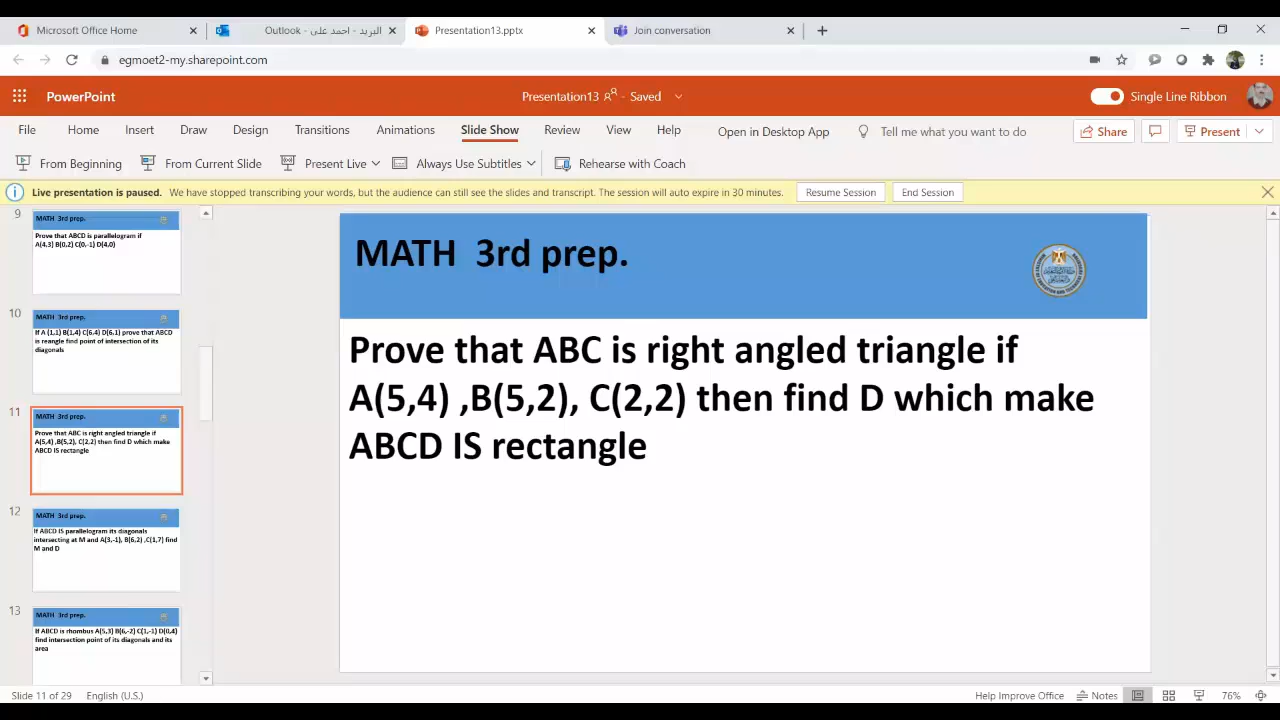 Microsoft Office Home
البريد - احمد على - Outlook
Presentation13.pptx
Join conversation
egmoet2-my.sharepoint.com
PowerPoint
Presentation13 - Saved
Single Line Ribbon
File Home Insert Draw Design Transitions Animations Slide Show Review View Help Open in Desktop App Tell me what you want to do Share Present
From Beginning From Current Slide Present Live Always Use Subtitles Rehearse with Coach
Live presentation is paused. We have stopped transcribing your words, but the audience can still see the slides and transcript. The session will auto expire in 30 minutes. Resume Session End Session
9
MATH 3rd prep.
Prove that ABCD is parallelogram if
A(4,3) B(0,2) C(0,-1) D(4,0)
10
MATH 3rd prep.
If A (1,1) B(1,4) C(6,4) D(6,1) prove that ABCD
is reangle find point of intersection of its
diagonals
11
MATH 3rd prep.
Prove that ABC is right angled triangle if
A(5,4) ,B(5,2), C(2,2) then find D which make
ABCD IS rectangle
12
MATH 3rd prep.
If ABCD IS parallelogram its diagonals
intersecting at M and A(3,-1), B(6,2) ,C(1,7) find
M and D
13
MATH 3rd prep.
If ABCD is rhombus A(5,3) B(6,-2) C(1,-1) D(0,4)
find intersection point of its diagonals and its
area
MATH 3rd prep.
Prove that ABC is right angled triangle if
A(5,4) ,B(5,2), C(2,2) then find D which make
ABCD IS rectangle
Slide 11 of 29 English (U.S.) Help Improve Office Notes 76%